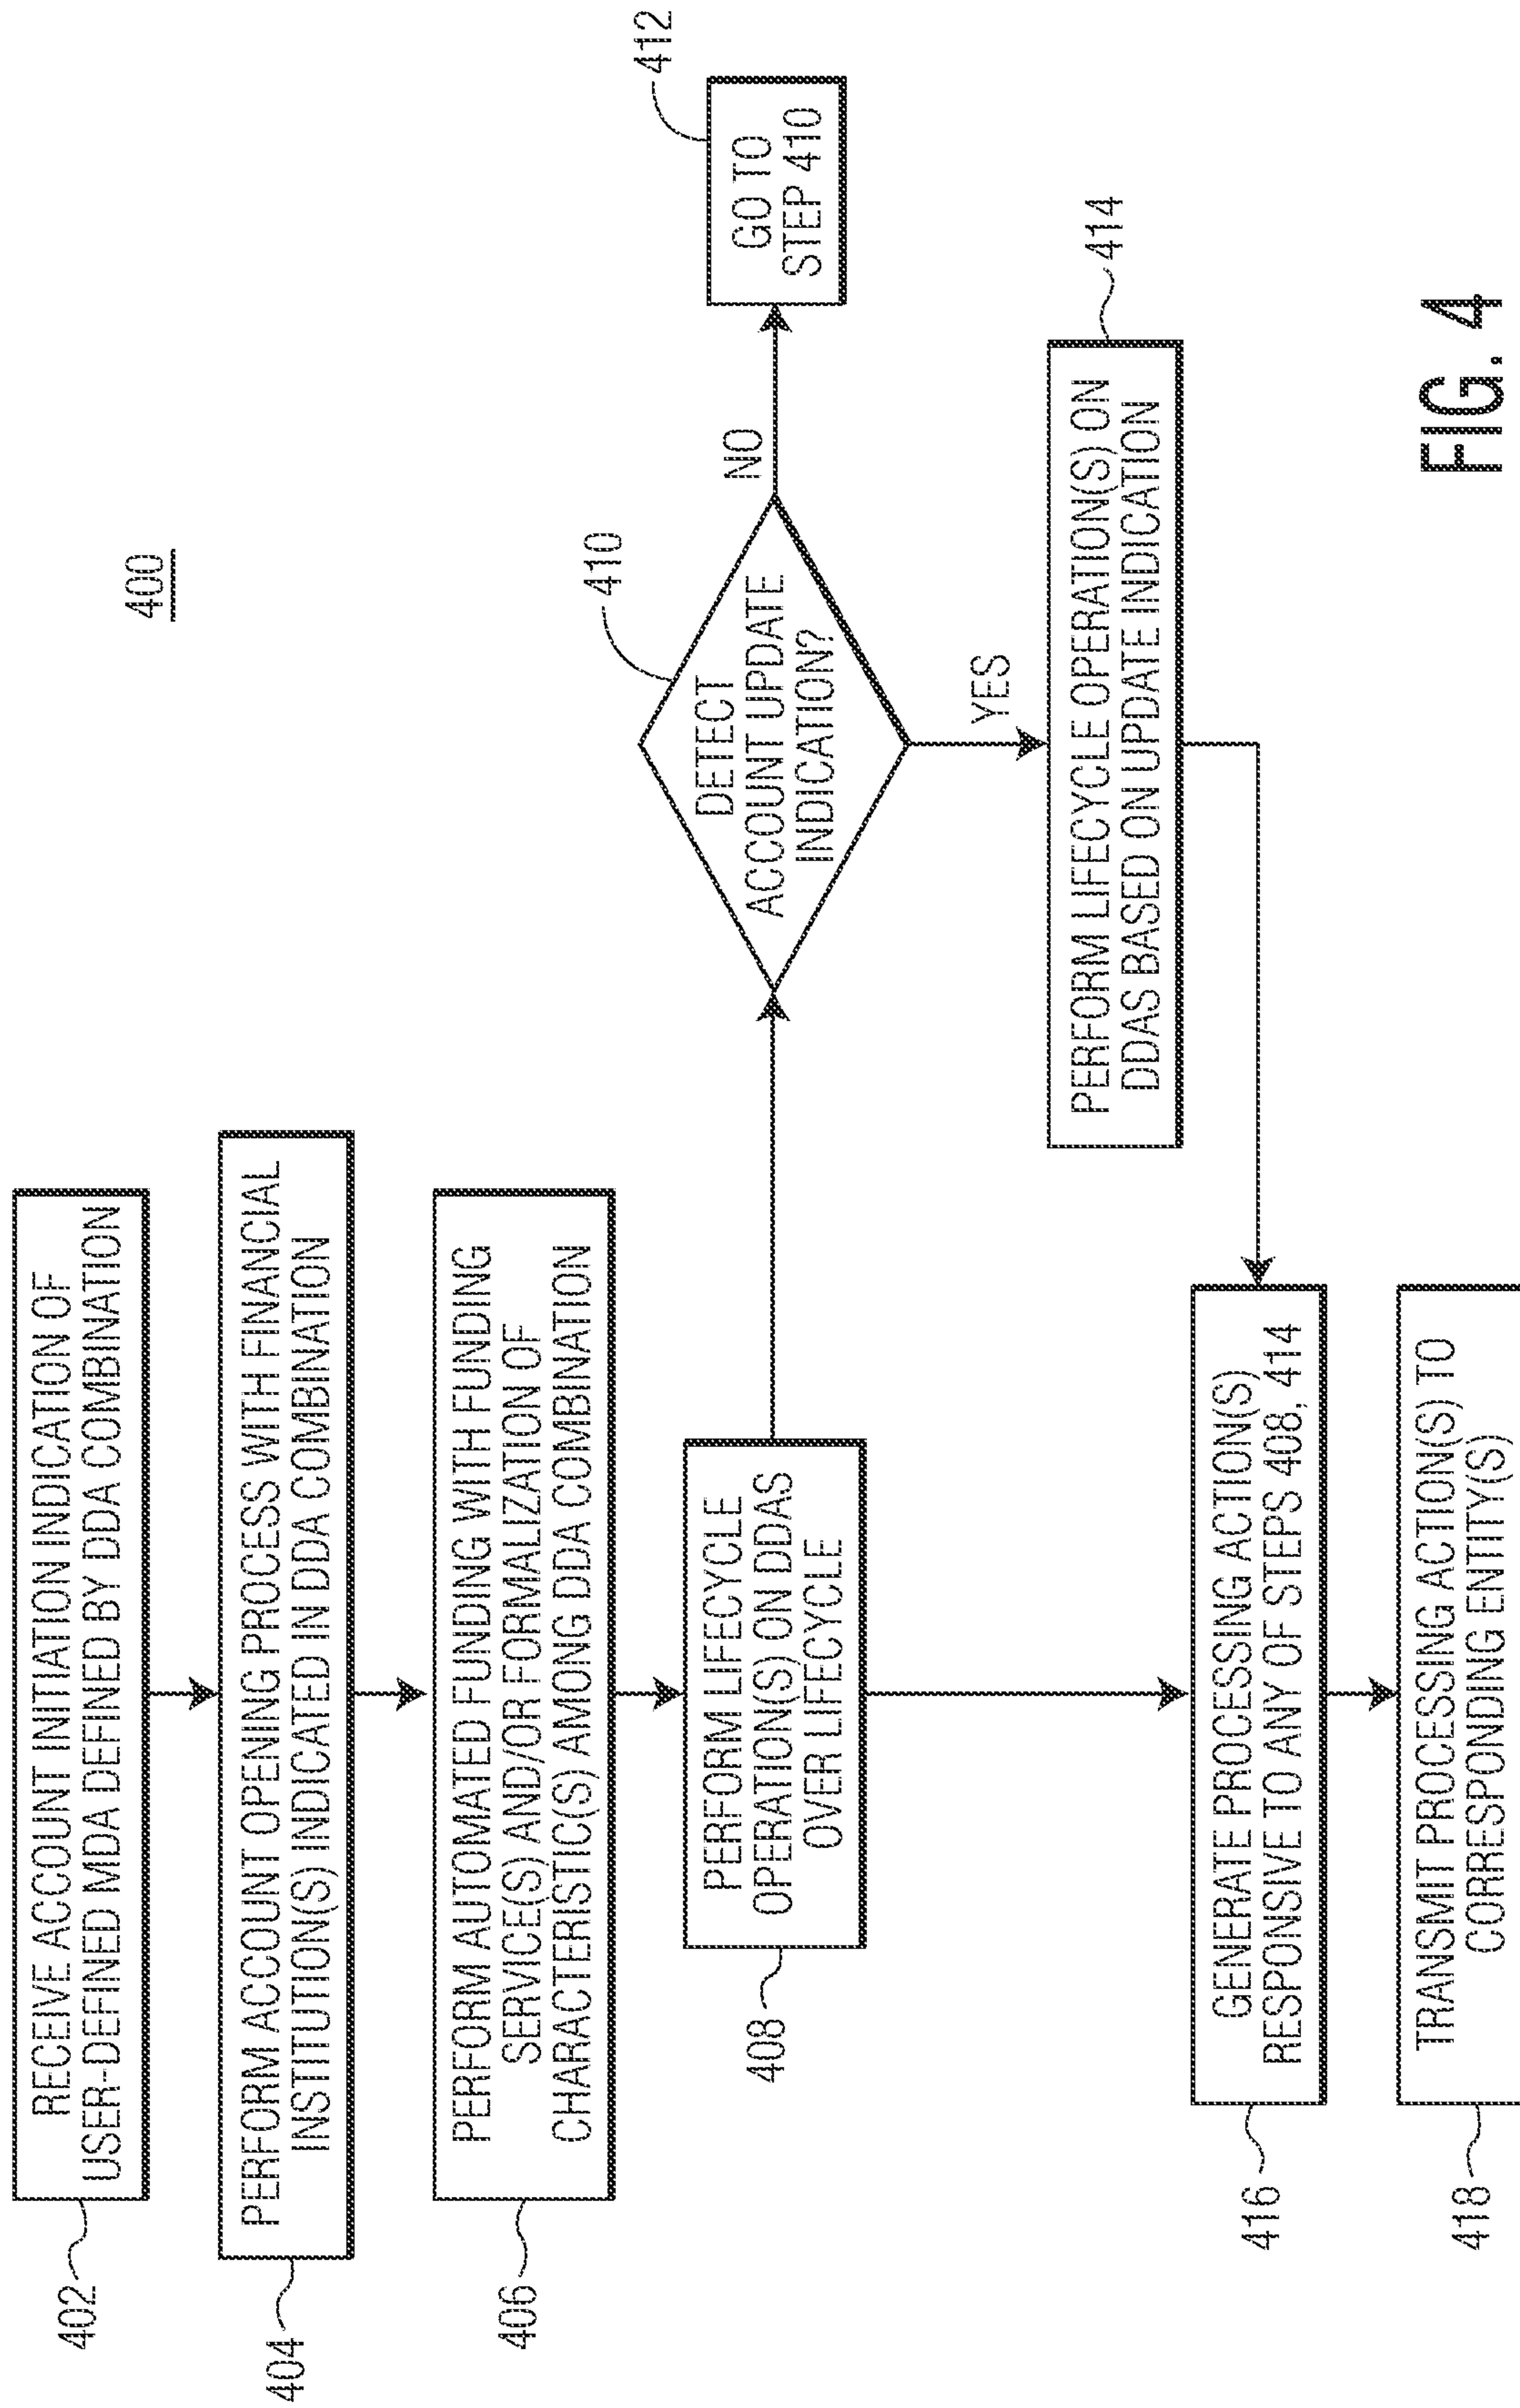 400
402
RECEIVE ACCOUNT INITIATION INDICATION OF
USER-DEFINED MDA DEFINED BY DDA COMBINATION
404
PERFORM ACCOUNT OPENING PROCESS WITH FINANCIAL
INSTITUTION(S) INDICATED IN DDA COMBINATION
406
PERFORM AUTOMATED FUNDING WITH FUNDING
SERVICE(S) AND/OR FORMALIZATION OF
CHARACTERISTIC(S) AMONG DDA COMBINATION
408
PERFORM LIFECYCLE
OPERATION(S) ON DDAS
OVER LIFECYCLE
410
DETECT
ACCOUNT UPDATE
INDICATION?
NO
412
GO TO
STEP 410
YES
414
PERFORM LIFECYCLE OPERATION(S) ON
DDAS BASED ON UPDATE INDICATION
416
GENERATE PROCESSING ACTION(S)
RESPONSIVE TO ANY OF STEPS 408, 414
418
TRANSMIT PROCESSING ACTION(S) TO
CORRESPONDING ENTITY(S)
FIG. 4